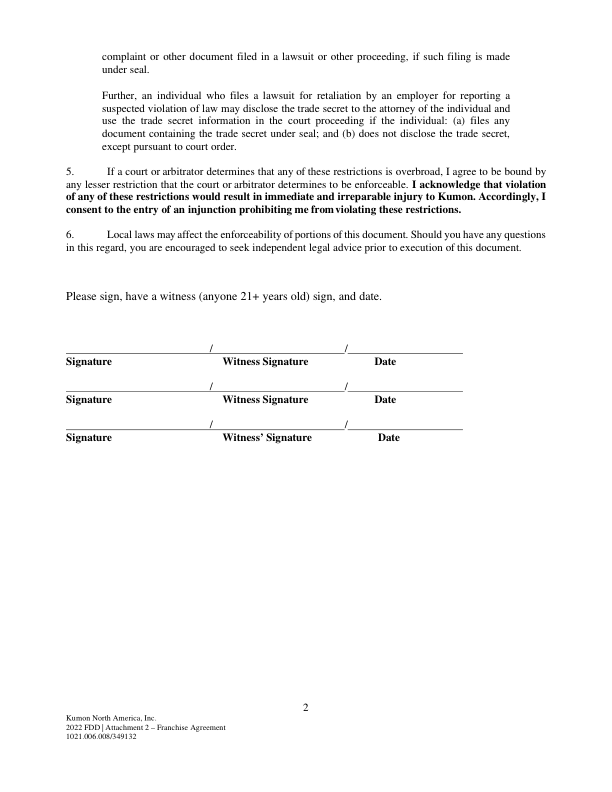 complaint or other document filed in a lawsuit or other proceeding, if such filing is made
under seal.
Further, an individual who files a lawsuit for retaliation by an employer for reporting a
suspected violation of law may disclose the trade secret to the attorney of the individual and
use the trade secret information in the court proceeding if the individual: (a) files any
document containing the trade secret under seal; and (b) does not disclose the trade secret,
except pursuant to court order.
5. If a court or arbitrator determines that any of these restrictions is overbroad, I agree to be bound by
any lesser restriction that the court or arbitrator determines to be enforceable. I acknowledge that violation
of any of these restrictions would result in immediate and irreparable injury to Kumon. Accordingly, I
consent to the entry of an injunction prohibiting me from violating these restrictions.
6. Local laws may affect the enforceability of portions of this document. Should you have any questions
in this regard, you are encouraged to seek independent legal advice prior to execution of this document.
Please sign, have a witness (anyone 21+ years old) sign, and date.
__________________________/________________________/_____________________
Signature Witness Signature Date
__________________________/________________________/_____________________
Signature Witness Signature Date
__________________________/________________________/_____________________
Signature Witness’ Signature Date
2
Kumon North America, Inc.
2022 FDD | Attachment 2 – Franchise Agreement
1021.006.008/349132